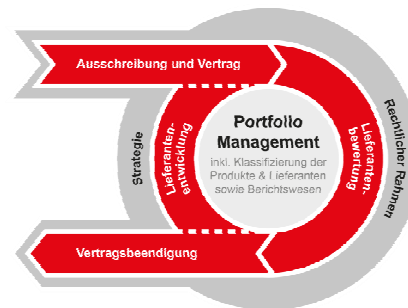 Ausschreibung und Vertrag
Strategie
Lieferanten-
entwicklung
Portfolio
Management
inkl. Klassifizierung der
Produkte & Lieferanten
sowie Berichtswesen
Lieferanten-
bewertung
Rechtlicher Rahmen
Vertragsbeendigung